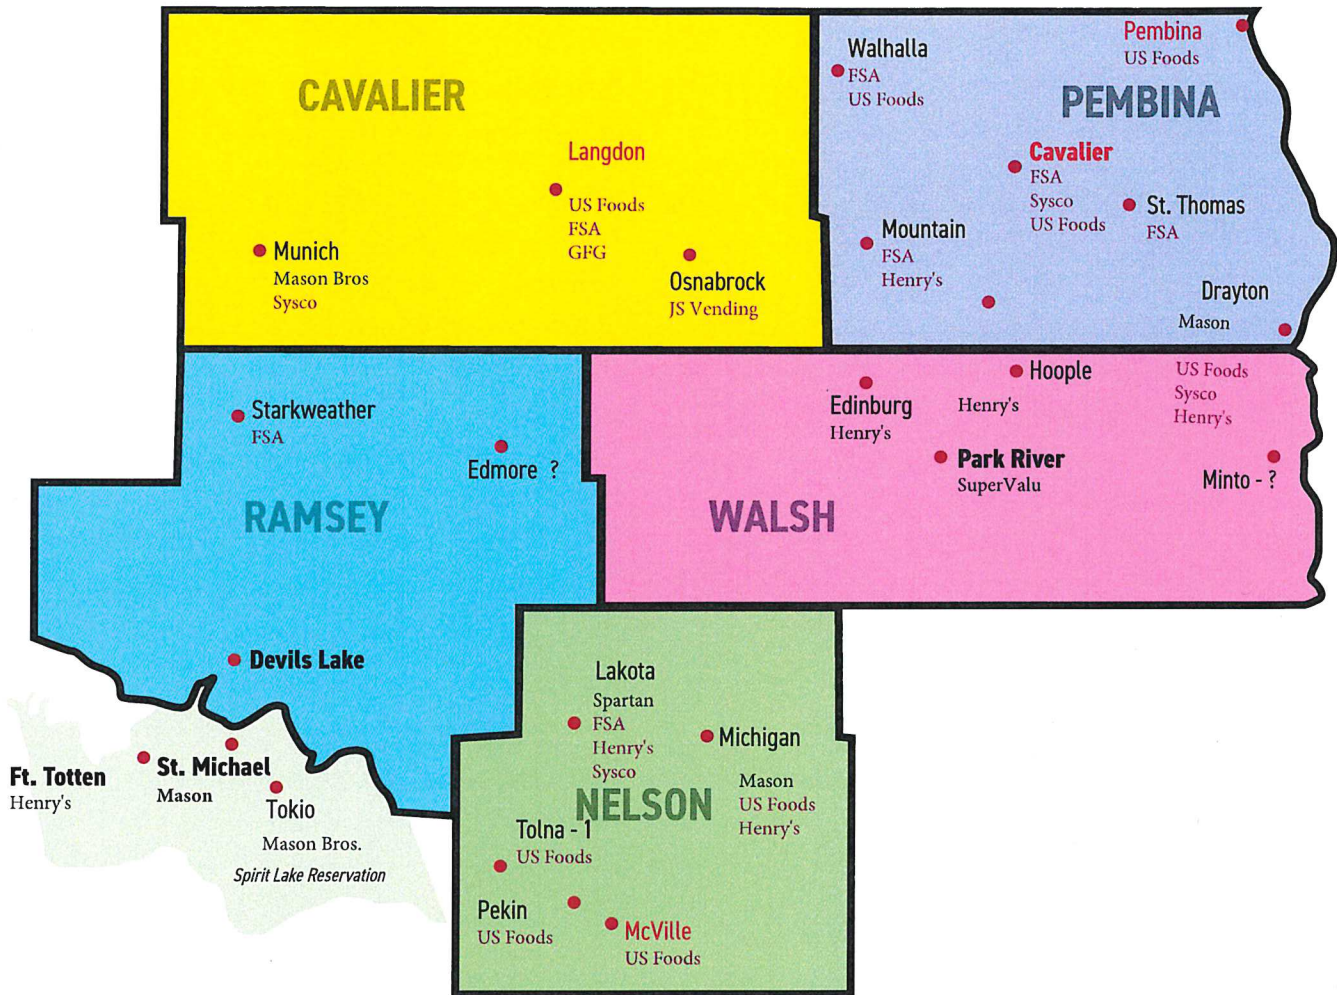 CAVALIER
Langdon
US Foods
FSA
GFG
Munich
Mason Bros
Sysco
Osnabrock
JS Vending
Pembina
US Foods
Walhalla
FSA
US Foods
PEMBINA
Cavalier
FSA
Sysco
US Foods
St. Thomas
FSA
Mountain
FSA
Henry's
Drayton
Mason
US Foods
Sysco
Henry's
Starkweather
FSA
Edmore ?
RAMSEY
Devils Lake
Edinburg
Henry's
Hoople
Henry's
Park River
SuperValu
Minto - ?
WALSH
Ft. Totten
Henry's
St. Michael
Mason
Tokio
Mason Bros.
Spirit Lake Reservation
Lakota
Spartan
FSA
Henry's
Sysco
Michigan
Mason
US Foods
Henry's
NELSON
Tolna - 1
US Foods
Pekin
US Foods
McVille
US Foods